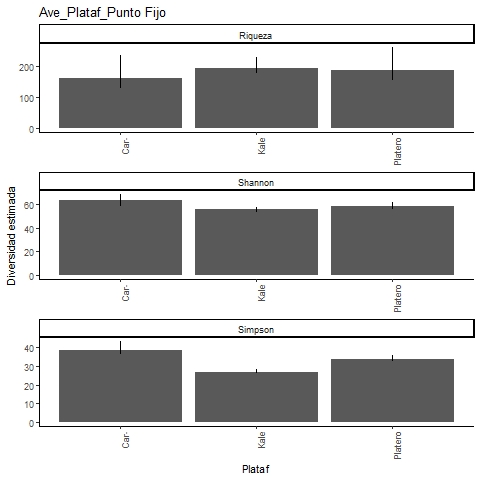 Ave_Plataf_Punto Fijo
Riqueza
200
100
0
Car-
Kale
Platero
Shannon
60
40
20
0
Car-
Kale
Platero
Diversidad estimada
Simpson
40
30
20
10
0
Car-
Kale
Platero
Plataf